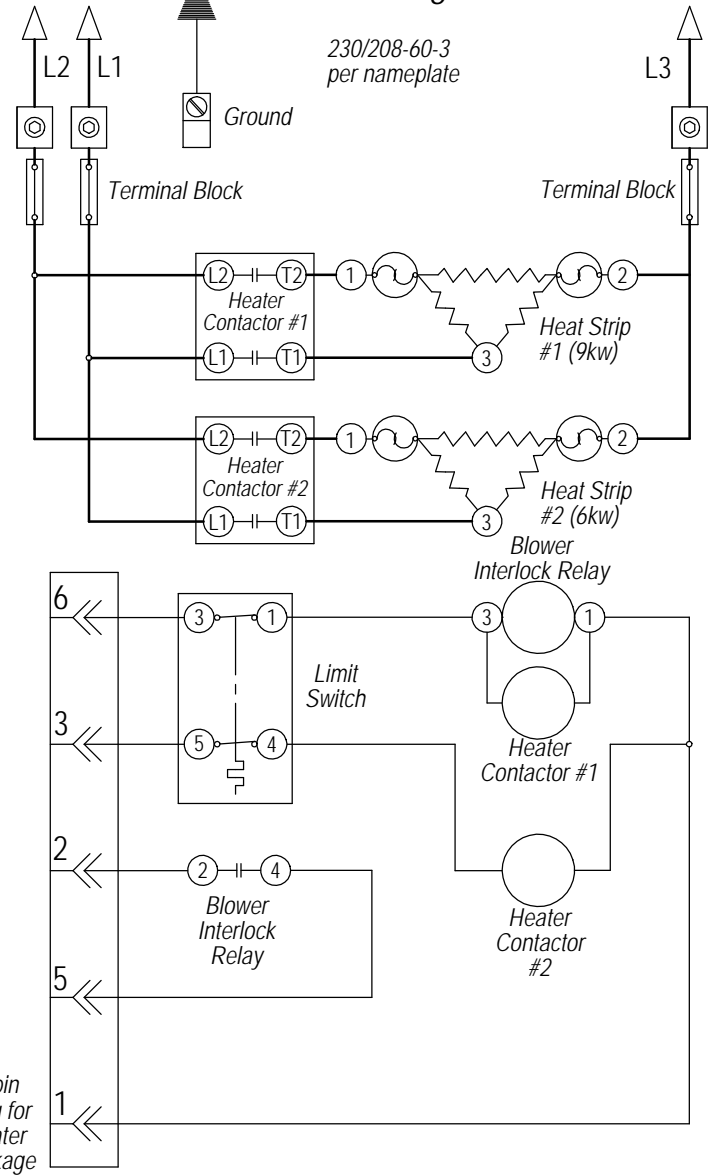 230/208-60-3
per nameplate
L2
L1
L3
Ground
Terminal Block
Terminal Block
L2
T2
1
2
Heater
Contactor #1
L1
T1
3
Heat Strip
#1 (9kw)
L2
T2
1
2
Heater
Contactor #2
L1
T1
3
Heat Strip
#2 (6kw)
Blower
Interlock Relay
6
3
1
3
1
Limit
Switch
3
5
4
Heater
Contactor #1
2
2
4
Blower
Interlock
Relay
Heater
Contactor
#2
5
1
for